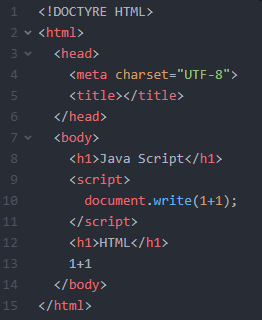 1 <!DOCTYRE HTML>
2 <html>
3 <head>
4 <meta charset="UTF-8">
5 <title></title>
6 </head>
7 <body>
8 <h1>Java Script</h1>
9 <script>
10 document.write(1+1);
11 </script>
12 <h1>HTML</h1>
13 1+1
14 </body>
15 </html>